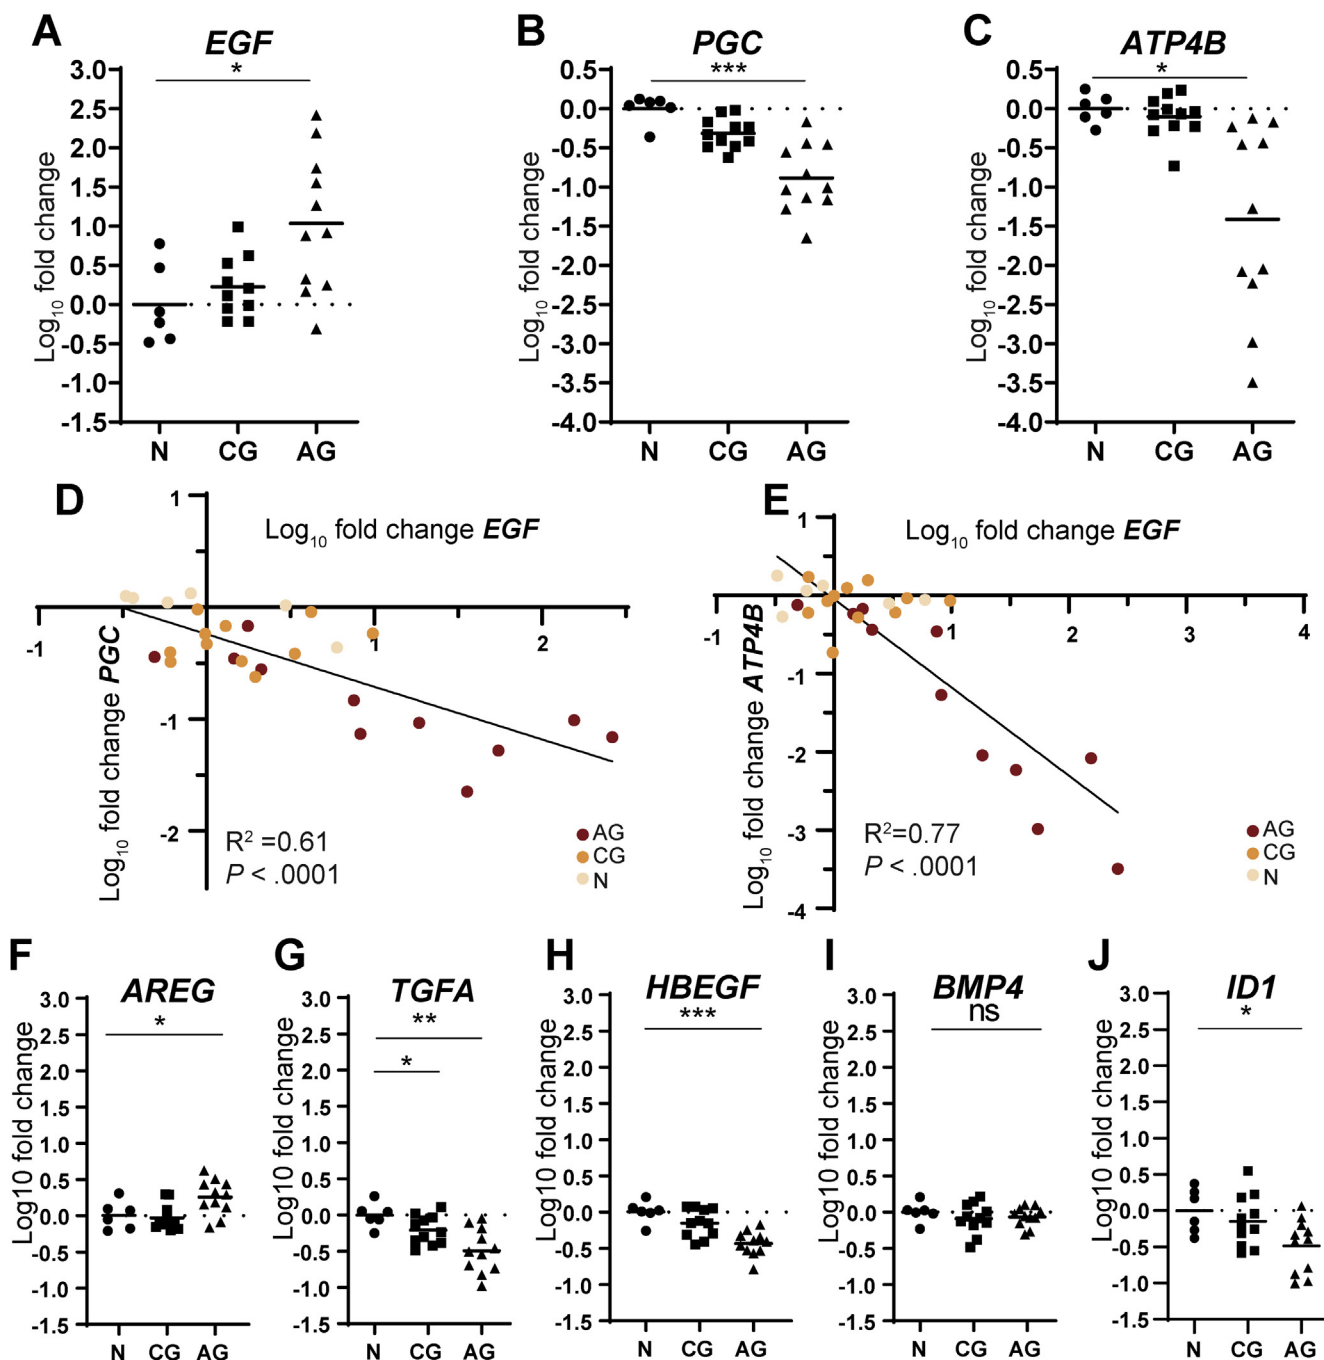 A
EGF
*
3.0
2.5
2.0
1.5
1.0
0.5
0.0
-0.5
-1.0
-1.5
Log10 fold change
N CG AG
B
PGC
***
0.5
0.0
-0.5
-1.0
-1.5
-2.0
-2.5
-3.0
-3.5
-4.0
Log10 fold change
N CG AG
C
ATP4B
*
0.5
0.0
-0.5
-1.0
-1.5
-2.0
-2.5
-3.0
-3.5
-4.0
Log10 fold change
N CG AG
D
Log10 fold change EGF
1
-1 1 2
-1
-2
Log10 fold change PGC
R² =0.61
P < .0001
AG
CG
N
E
Log10 fold change EGF
1
-1 1 2 3 4
-1
-2
-3
-4
Log10 fold change ATP4B
R²=0.77
P < .0001
AG
CG
N
F
AREG
*
3.0
2.5
2.0
1.5
1.0
0.5
0.0
-0.5
-1.0
-1.5
Log10 fold change
N CG AG
G
TGFA
**
*
3.0
2.5
2.0
1.5
1.0
0.5
0.0
-0.5
-1.0
-1.5
Log10 fold change
N CG AG
H
HBEGF
***
3.0
2.5
2.0
1.5
1.0
0.5
0.0
-0.5
-1.0
-1.5
Log10 fold change
N CG AG
I
BMP4
ns
3.0
2.5
2.0
1.5
1.0
0.5
0.0
-0.5
-1.0
-1.5
Log10 fold change
N CG AG
J
ID1
*
3.0
2.5
2.0
1.5
1.0
0.5
0.0
-0.5
-1.0
-1.5
Log10 fold change
N CG AG